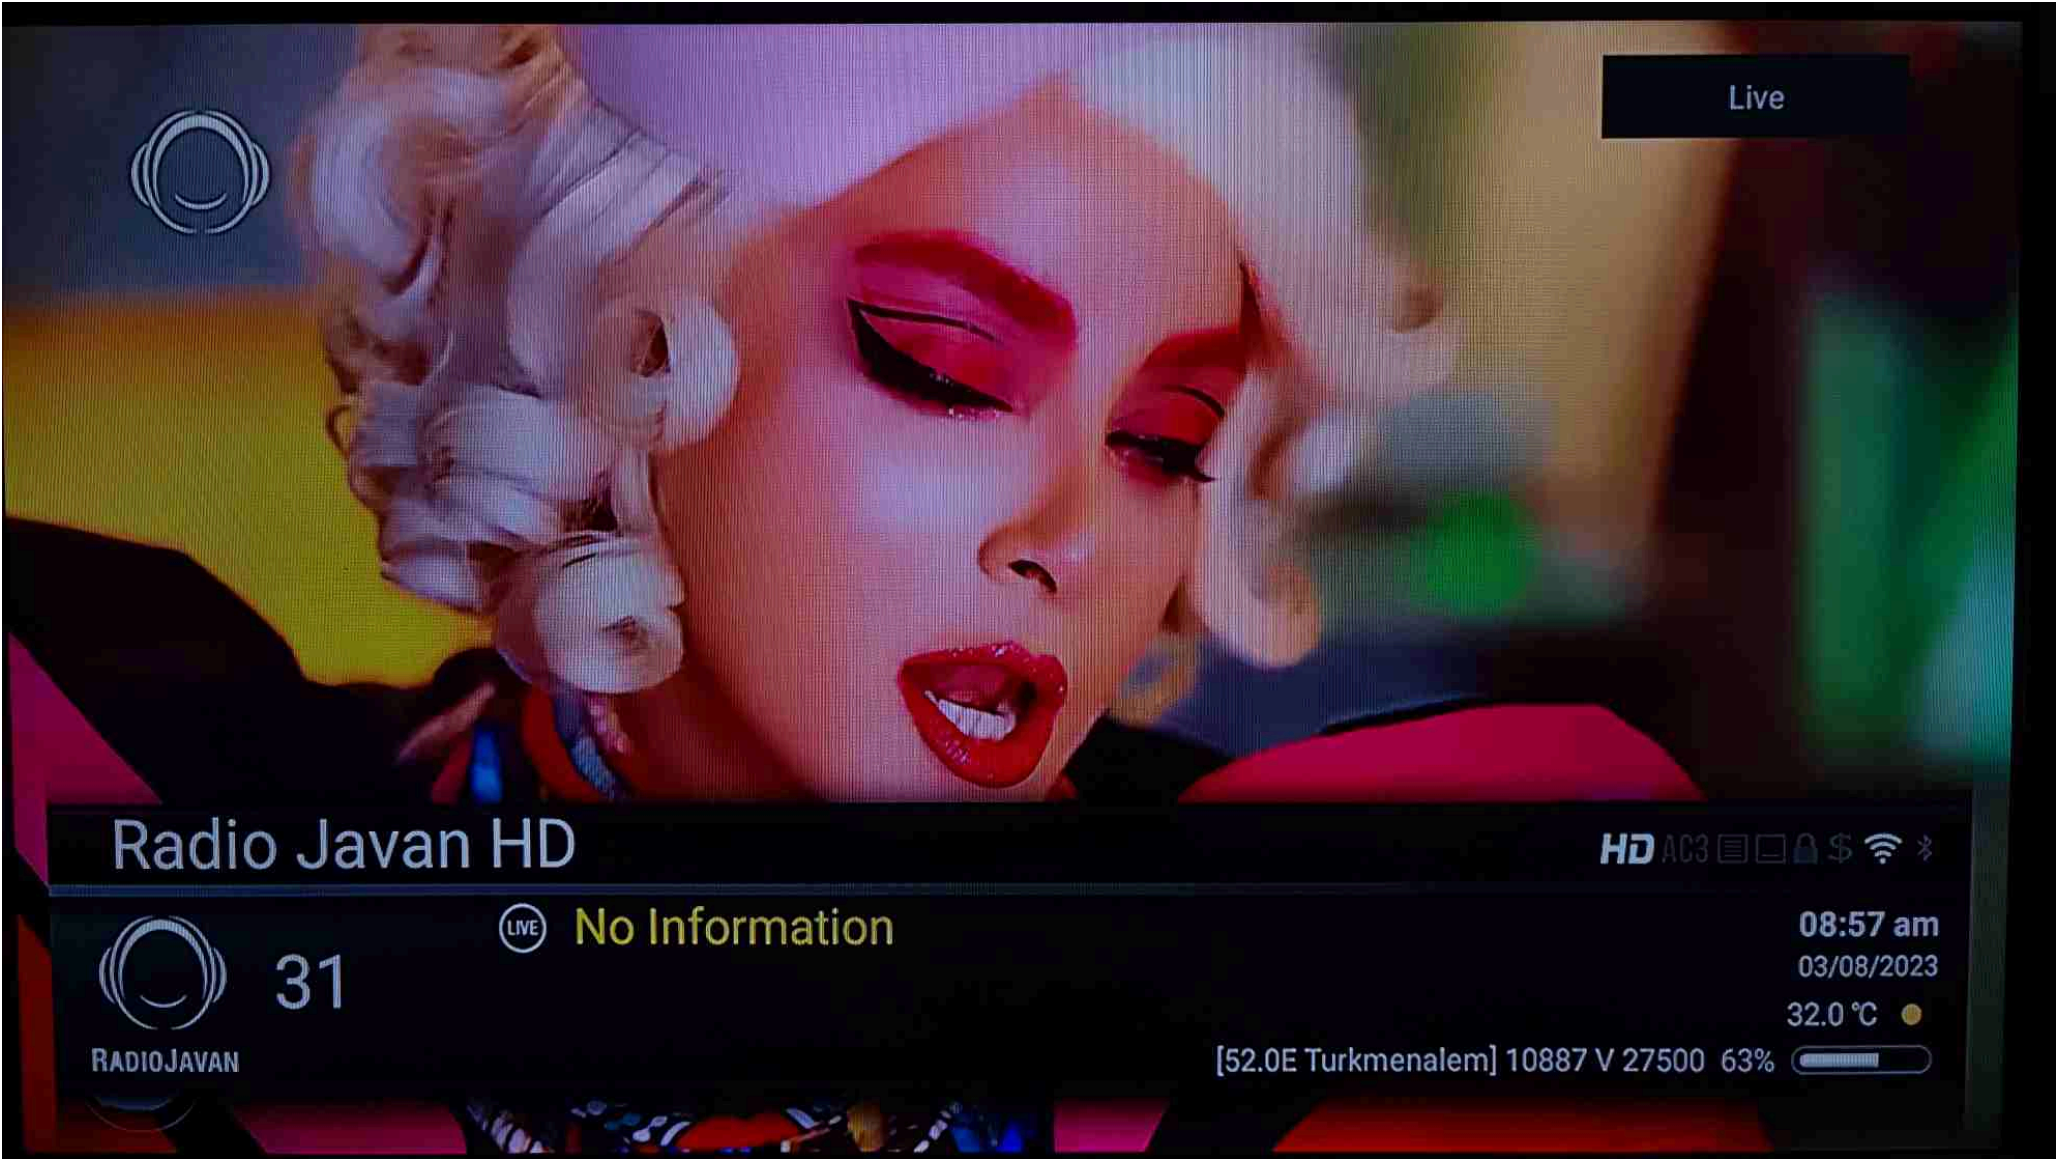 Live
Radio Javan HD
HD AC3 $
LIVE No Information
08:57 am
31
03/08/2023
32.0 °C
RADIOJAVAN
[52.0E Turkmenalem] 10887 V 27500 63%